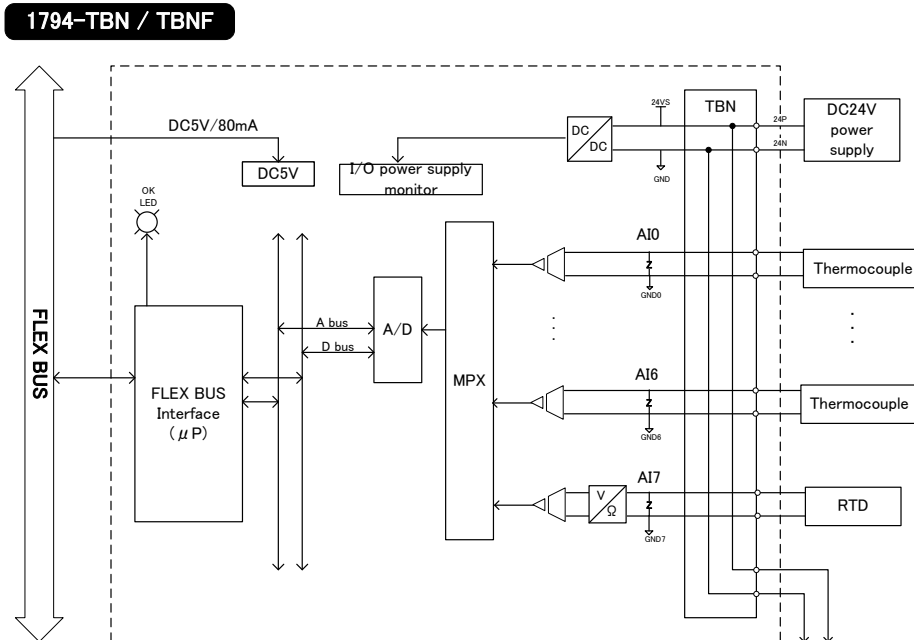 1794-TBN / TBNF
DC5V/80mA
DC5V
I/O power supply
monitor
DC
DC
24VS
GND
TBN
24P
24N
DC24V
power
supply
OK
LED
FLEX BUS
FLEX BUS
Interface
(μP)
A bus
D bus
A/D
MPX
AI0
Z
GND0
Thermocouple
AI6
Z
GND6
Thermocouple
AI7
V
Ω
Z
GND7
RTD